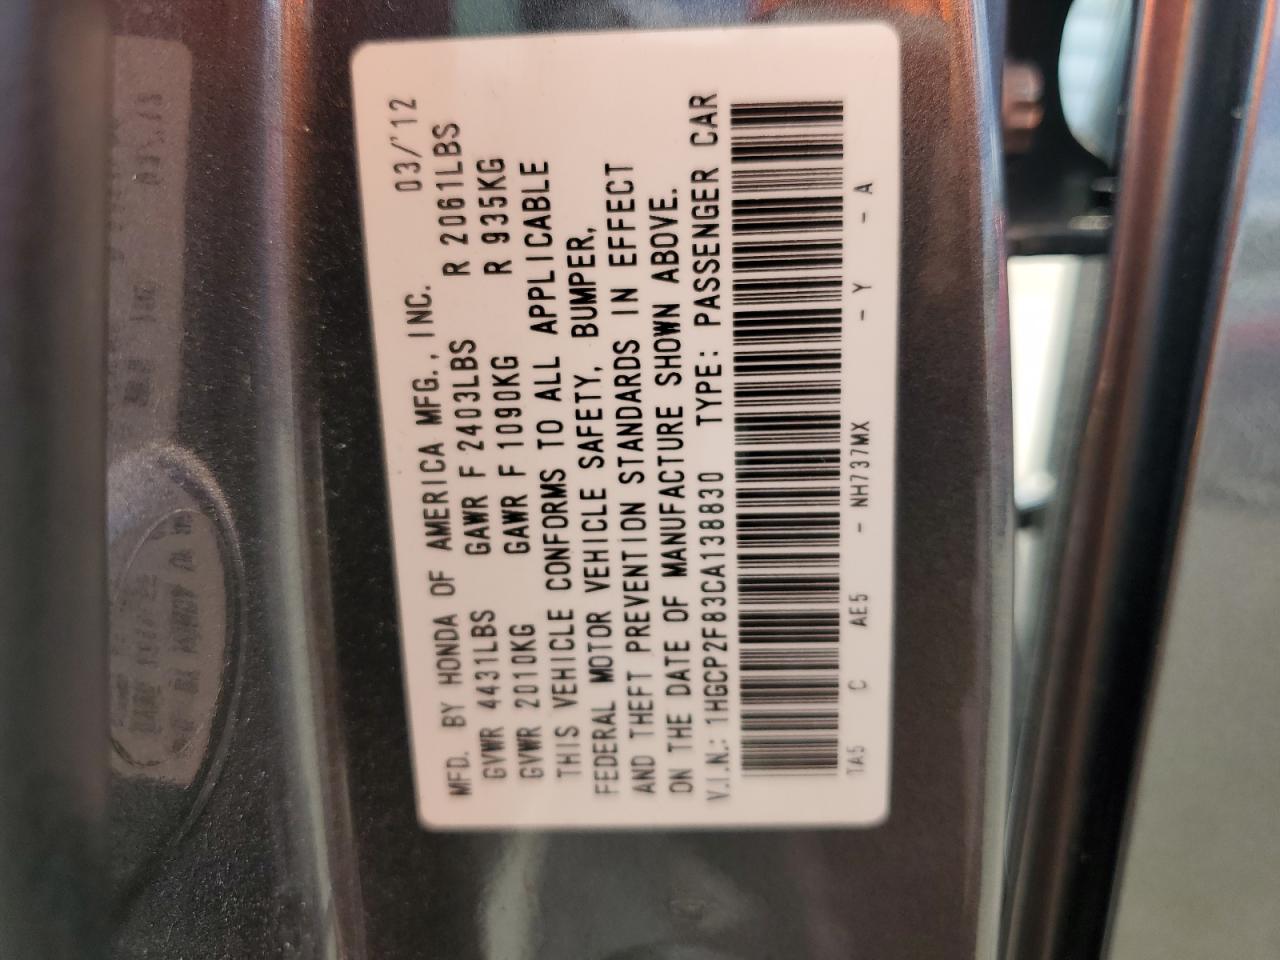 MFD. BY HONDA OF AMERICA MFG., INC. 03/'12
GVWR 4431LBS GAWR F 2403LBS R 2061LBS
GVWR 2010KG GAWR F 1090KG R 935KG
THIS VEHICLE CONFORMS TO ALL APPLICABLE
FEDERAL MOTOR VEHICLE SAFETY, BUMPER,
AND THEFT PREVENTION STANDARDS IN EFFECT
ON THE DATE OF MANUFACTURE SHOWN ABOVE.
V.I.N.: 1HGCP2F83CA138830 TYPE: PASSENGER CAR
TA5 C AE5 - NH737MX - Y - A